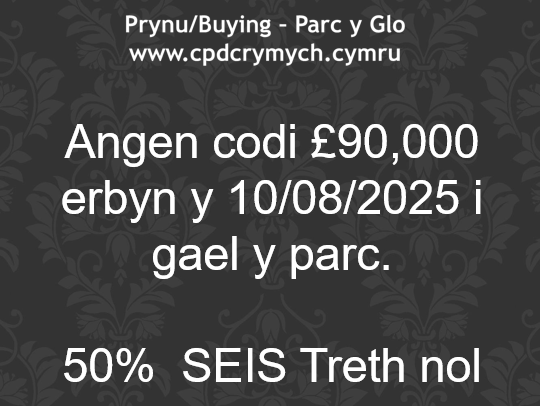 Prynu/Buying - Parc y Glo
www.cpdcrymych.cymru
Angen codi £90,000
erbyn y 10/08/2025 i
gael y parc.
50% SEIS Treth nol